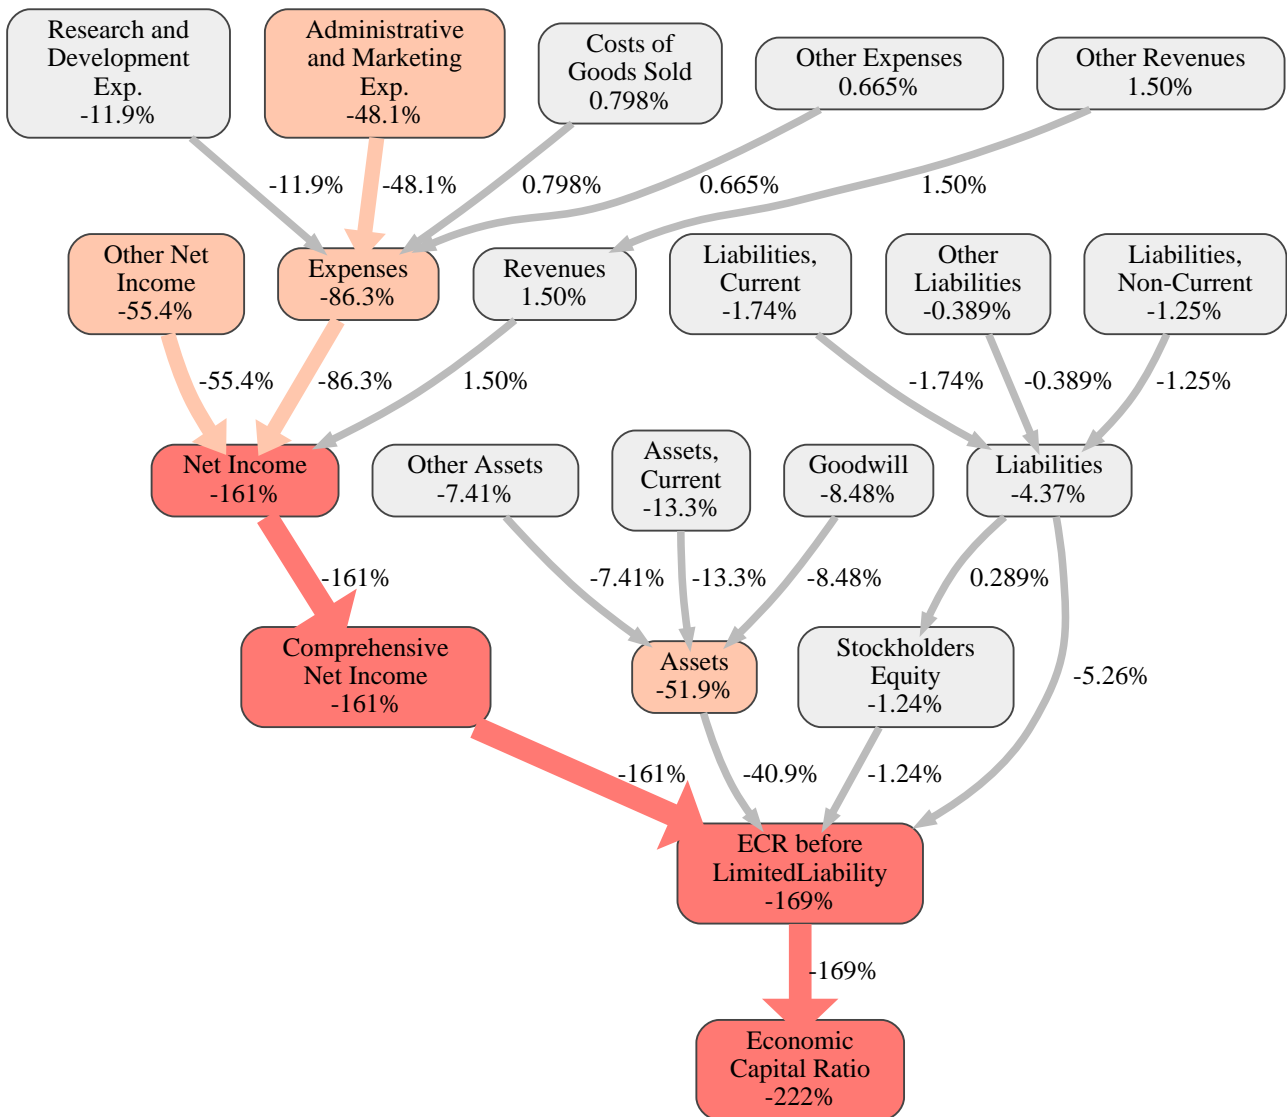 Research and
Development
Exp.
-11.9%
Administrative
and Marketing
Exp.
-48.1%
Costs of
Goods Sold
0.798%
Other Expenses
0.665%
Other Revenues
1.50%
-11.9%
-48.1%
0.798%
0.665%
1.50%
Other Net
Income
-55.4%
Expenses
-86.3%
Revenues
1.50%
Liabilities,
Current
-1.74%
Other
Liabilities
-0.389%
Liabilities,
Non-Current
-1.25%
-55.4%
-86.3%
1.50%
-1.74%
-0.389%
-1.25%
Net Income
-161%
Other Assets
-7.41%
Assets,
Current
-13.3%
Goodwill
-8.48%
Liabilities
-4.37%
-161%
-7.41%
-13.3%
-8.48%
0.289%
Comprehensive
Net Income
-161%
Assets
-51.9%
Stockholders
Equity
-1.24%
-5.26%
-161%
-40.9%
-1.24%
ECR before
LimitedLiability
-169%
-169%
Economic
Capital Ratio
-222%